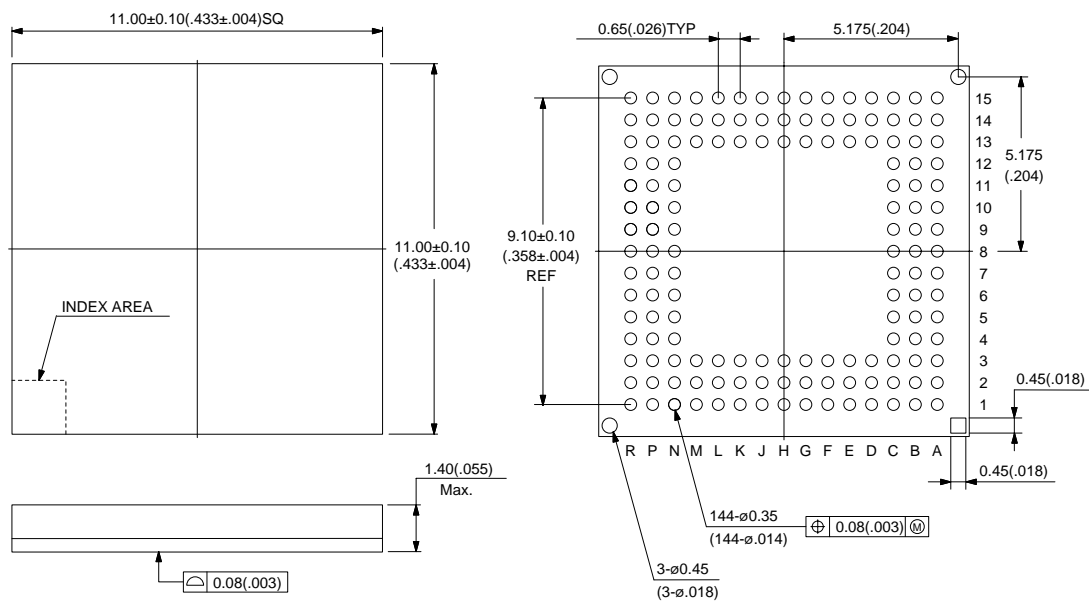 11.00±0.10(.433±.004)SQ
0.65(.026)TYP
5.175(.204)
15
14
13
12
11
10
9
8
7
6
5
4
3
2
1
5.175
(.204)
9.10±0.10
(.358±.004)
REF
11.00±0.10
(.433±.004)
INDEX AREA
0.45(.018)
R P N M L K J H G F E D C B A
0.45(.018)
1.40(.055)
Max.
144-ø0.35
(144-ø.014)
⌖ 0.08(.003) Ⓜ
3-ø0.45
(3-ø.018)
⌓ 0.08(.003)